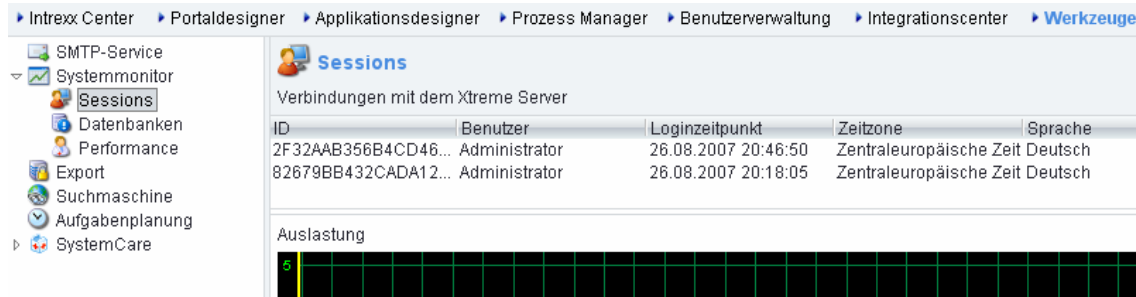 Intrexx Center Portaldesigner Applikationsdesigner Prozess Manager Benutzerverwaltung Integrationscenter Werkzeuge
SMTP-Service
Systemmonitor
Sessions
Datenbanken
Performance
Export
Suchmaschine
Aufgabenplanung
SystemCare
Sessions
Verbindungen mit dem Xtreme Server
ID Benutzer Loginzeitpunkt Zeitzone Sprache
2F32AAB356B4CD46... Administrator 26.08.2007 20:46:50 Zentraleuropäische Zeit Deutsch
82679BB432CADA12... Administrator 26.08.2007 20:18:05 Zentraleuropäische Zeit Deutsch
Auslastung
5